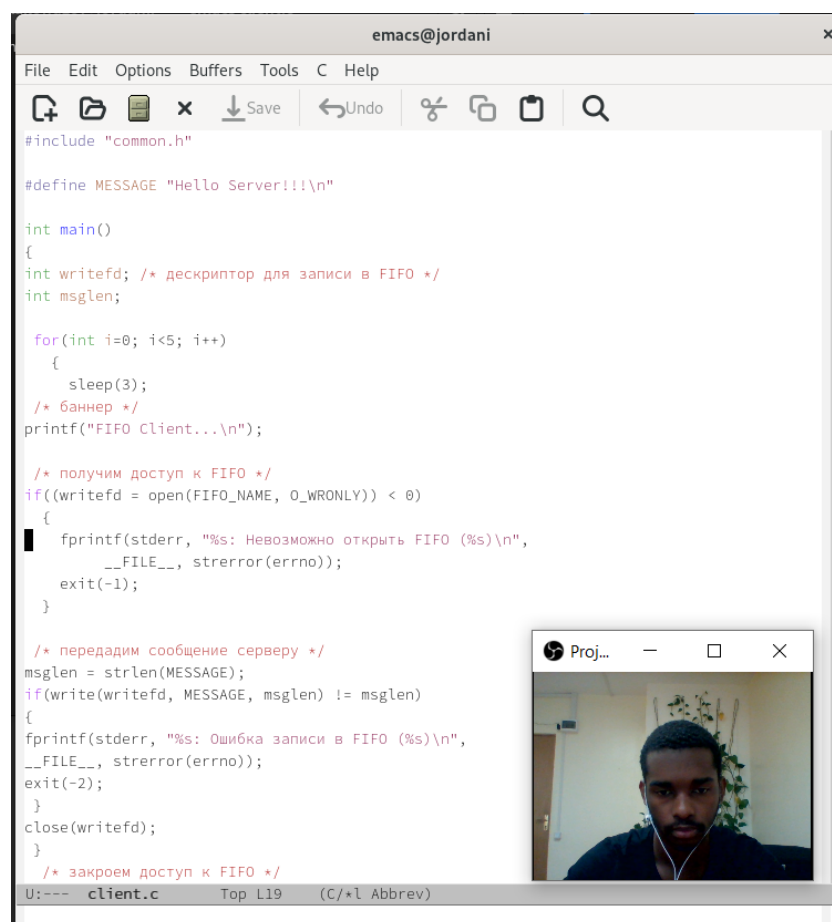 emacs@jordani
File Edit Options Buffers Tools C Help
Save Undo
#include "common.h"
#define MESSAGE "Hello Server!!!\n"
int main()
{
int writefd; /* дескриптор для записи в FIFO */
int msglen;
for(int i=0; i<5; i++)
{
sleep(3);
/* баннер */
printf("FIFO Client...\n");
/* получим доступ к FIFO */
if((writefd = open(FIFO_NAME, O_WRONLY)) < 0)
{
fprintf(stderr, "%s: Невозможно открыть FIFO (%s)\n",
__FILE__, strerror(errno));
exit(-1);
}
/* передадим сообщение серверу */
msglen = strlen(MESSAGE);
if(write(writefd, MESSAGE, msglen) != msglen)
{
fprintf(stderr, "%s: Ошибка записи в FIFO (%s)\n",
__FILE__, strerror(errno));
exit(-2);
}
close(writefd);
}
/* закроем доступ к FIFO */
U:--- client.c Top L19 (C/*l Abbrev)
Proj...